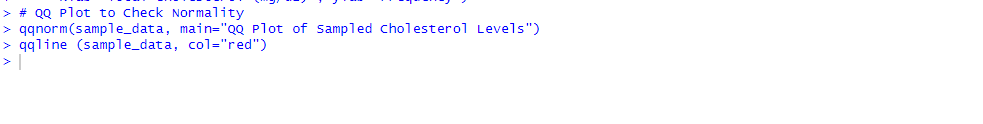 > # QQ Plot to Check Normality
> qqnorm(sample_data, main="QQ Plot of Sampled Cholesterol Levels")
> qqline (sample_data, col="red")
>